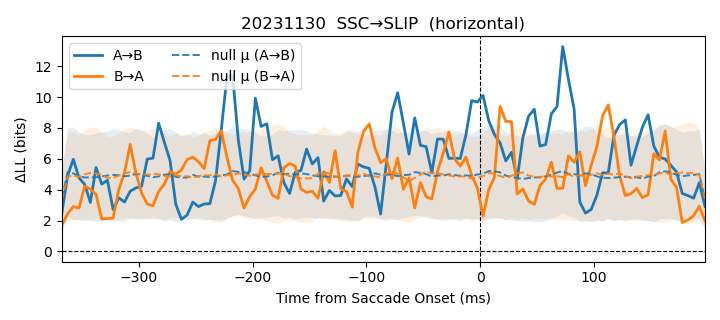 20231130  SSC→SLIP  (horizontal)
A→B
B→A
null μ (A→B)
null μ (B→A)
ΔLL (bits)
12
10
8
6
4
2
0
−300
−200
−100
0
100
Time from Saccade Onset (ms)